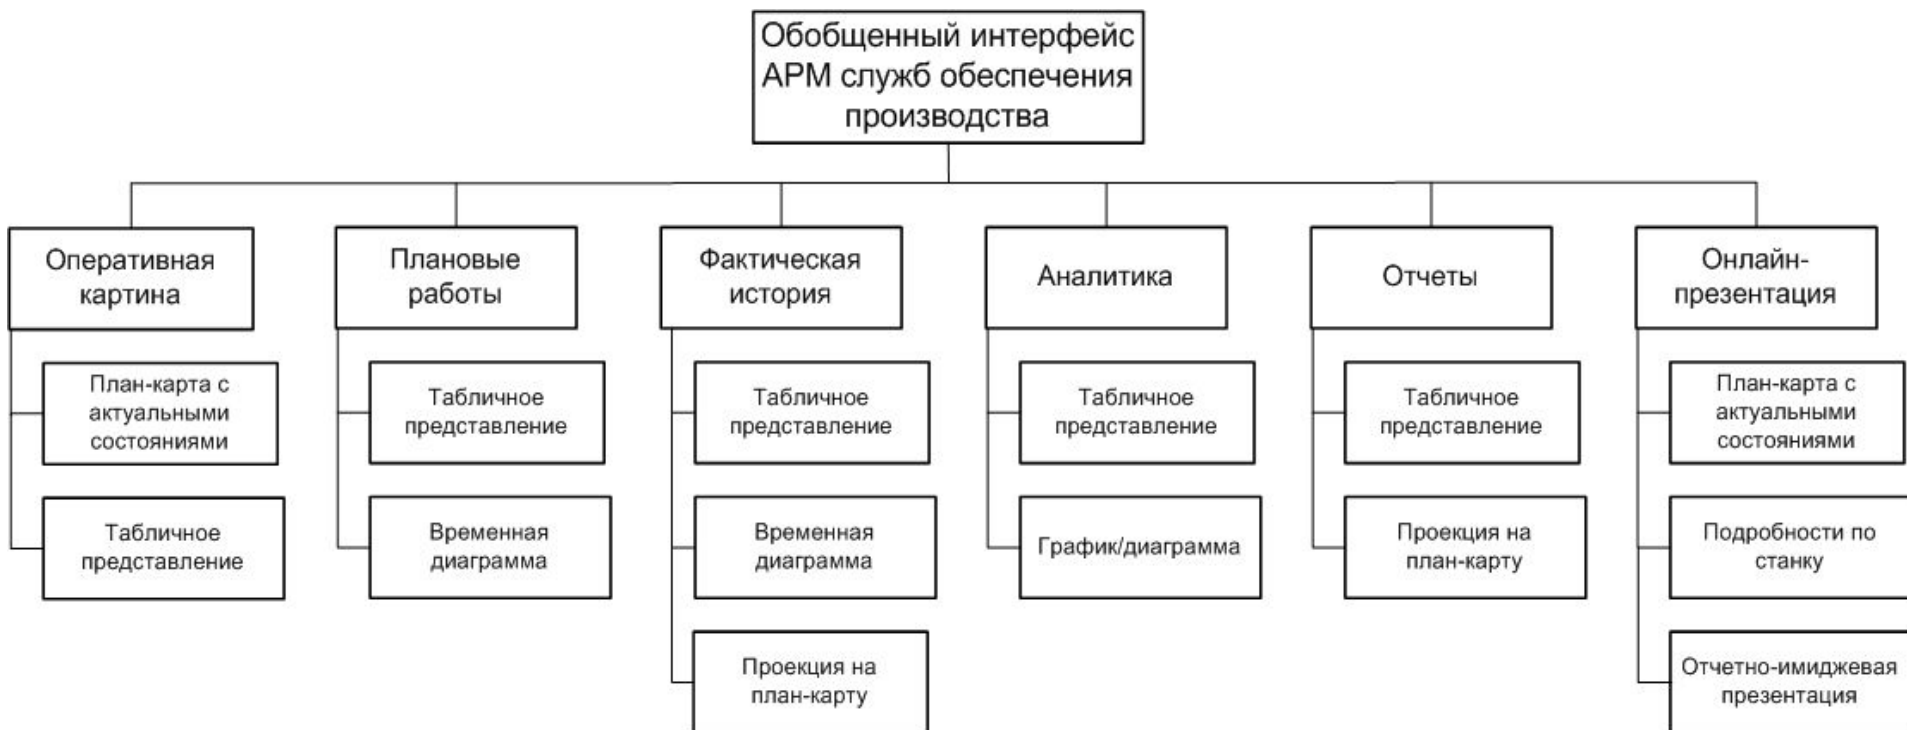 Обобщенный интерфейс
АРМ служб обеспечения
производства
Оперативная
картина
Плановые
работы
Фактическая
история
Аналитика
Отчеты
Онлайн-
презентация
План-карта с
актуальными
состояниями
Табличное
представление
Табличное
представление
Временная
диаграмма
Табличное
представление
Временная
диаграмма
Проекция на
план-карту
Табличное
представление
График/диаграмма
Табличное
представление
Проекция на
план-карту
План-карта с
актуальными
состояниями
Подробности по
станку
Отчетно-имиджевая
презентация